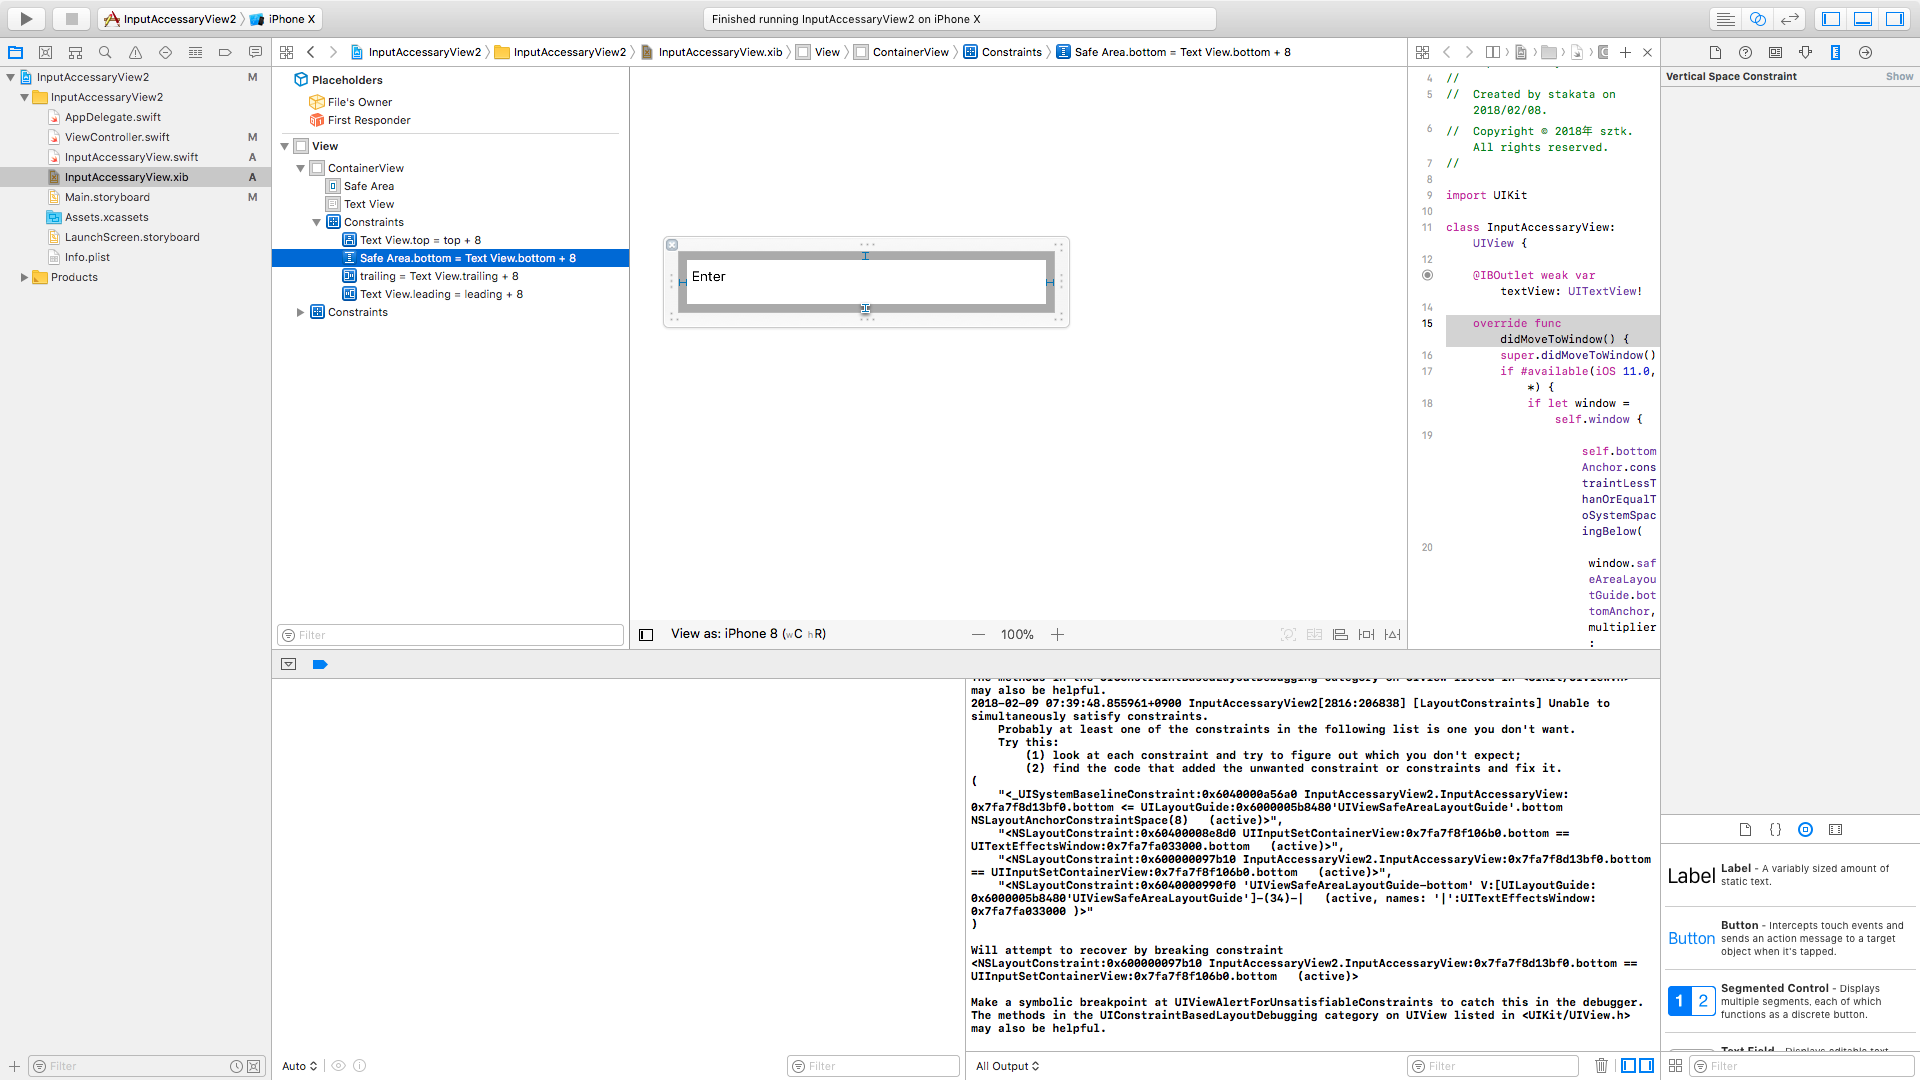 InputAccessaryView2
iPhone X
Finished running InputAccessaryView2 on iPhone X
InputAccessaryView2
InputAccessaryView2
InputAccessaryView.xib
View
ContainerView
Constraints
Safe Area.bottom = Text View.bottom + 8
InputAccessaryView2 M
InputAccessaryView2
AppDelegate.swift
ViewController.swift M
InputAccessaryView.swift A
InputAccessaryView.xib A
Main.storyboard M
Assets.xcassets
LaunchScreen.storyboard
Info.plist
Products
Filter
Placeholders
File's Owner
First Responder
View
ContainerView
Safe Area
Text View
Constraints
Text View.top = top + 8
Safe Area.bottom = Text View.bottom + 8
trailing = Text View.trailing + 8
Text View.leading = leading + 8
Constraints
Filter
Enter
View as: iPhone 8 (wC hR)
100%
4 //
5 // Created by stakata on
2018/02/08.
6 // Copyright © 2018年 sztk.
All rights reserved.
7 //
8
9 import UIKit
10
11 class InputAccessaryView:
UIView {
12
@IBOutlet weak var
textView: UITextView!
14
15 override func
didMoveToWindow() {
16 super.didMoveToWindow()
17 if #available(iOS 11.0,
*) {
18 if let window =
self.window {
19
self.bottom
Anchor.cons
traintLessT
hanOrEqualT
oSystemSpac
ingBelow(
20
window.saf
eAreaLayou
tGuide.bot
tomAnchor,
multiplier
:
Vertical Space Constraint Show
The methods in the UIConstraintBasedLayoutDebugging category on UIView listed in <UIKit/UIView.h>
may also be helpful.
2018-02-09 07:39:48.855961+0900 InputAccessaryView2[2816:206838] [LayoutConstraints] Unable to
simultaneously satisfy constraints.
Probably at least one of the constraints in the following list is one you don't want.
Try this:
(1) look at each constraint and try to figure out which you don't expect;
(2) find the code that added the unwanted constraint or constraints and fix it.
(
"<_UISystemBaselineConstraint:0x6040000a56a0 InputAccessaryView2.InputAccessaryView:
0x7fa7f8d13bf0.bottom <= UILayoutGuide:0x6000005b8480'UIViewSafeAreaLayoutGuide'.bottom
NSLayoutAnchorConstraintSpace(8) (active)>",
"<NSLayoutConstraint:0x60400008e8d0 UIInputSetContainerView:0x7fa7f8f106b0.bottom ==
UITextEffectsWindow:0x7fa7fa033000.bottom (active)>",
"<NSLayoutConstraint:0x600000097b10 InputAccessaryView2.InputAccessaryView:0x7fa7f8d13bf0.bottom
== UIInputSetContainerView:0x7fa7f8f106b0.bottom (active)>",
"<NSLayoutConstraint:0x6040000990f0 'UIViewSafeAreaLayoutGuide-bottom' V:[UILayoutGuide:
0x6000005b8480'UIViewSafeAreaLayoutGuide']-(34)-| (active, names: '|':UITextEffectsWindow:
0x7fa7fa033000 )>"
)
Will attempt to recover by breaking constraint
<NSLayoutConstraint:0x600000097b10 InputAccessaryView2.InputAccessaryView:0x7fa7f8d13bf0.bottom ==
UIInputSetContainerView:0x7fa7f8f106b0.bottom (active)>
Make a symbolic breakpoint at UIViewAlertForUnsatisfiableConstraints to catch this in the debugger.
The methods in the UIConstraintBasedLayoutDebugging category on UIView listed in <UIKit/UIView.h>
may also be helpful.
Auto
Filter
All Output
Filter
Label
Label - A variably sized amount of
static text.
Button
Button - Intercepts touch events and
sends an action message to a target
object when it's tapped.
1 2
Segmented Control - Displays
multiple segments, each of which
functions as a discrete button.
Text Field - Displays editable text
Filter